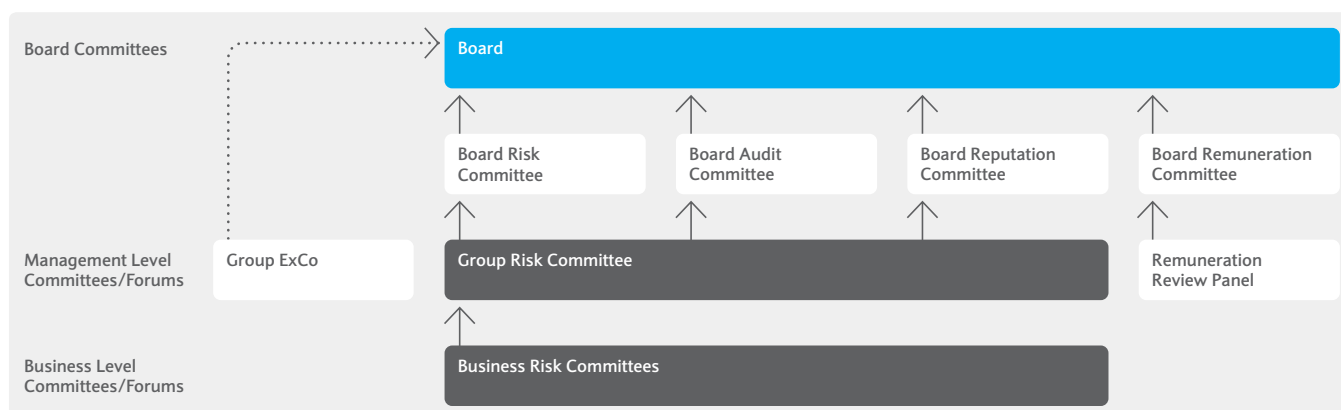 Board Committees
Board
Board Risk
Committee
Board Audit
Committee
Board Reputation
Committee
Board Remuneration
Committee
Management Level
Committees/Forums
Group ExCo
Group Risk Committee
Remuneration
Review Panel
Business Level
Committees/Forums
Business Risk Committees